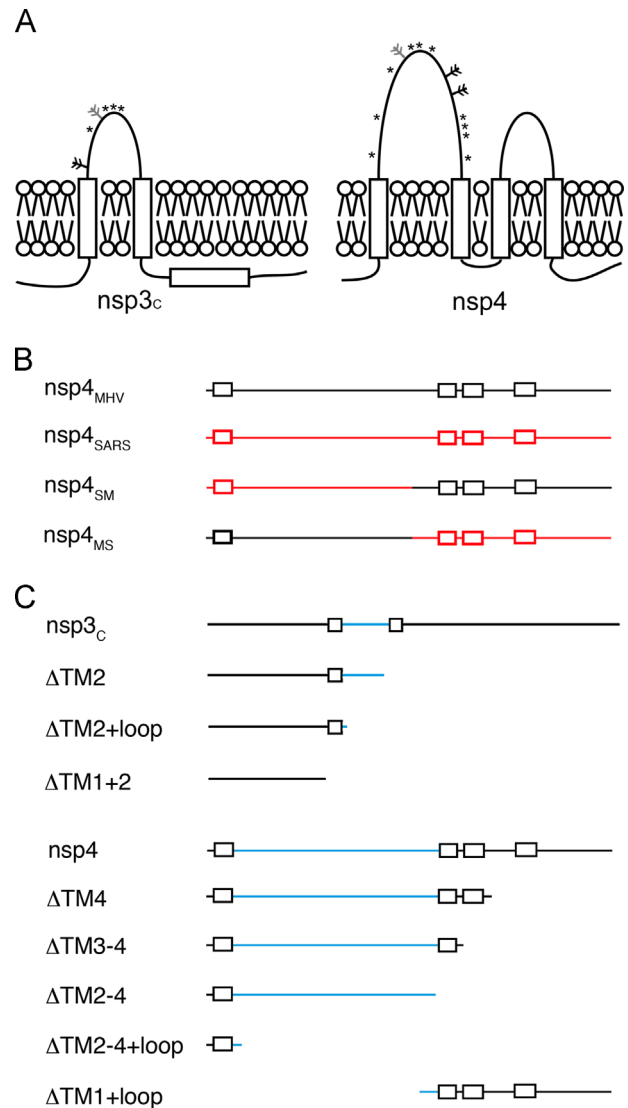 A
nsp3C
nsp4
B
nsp4MHV
nsp4SARS
nsp4SM
nsp4MS
C
nsp3C
ΔTM2
ΔTM2+loop
ΔTM1+2
nsp4
ΔTM4
ΔTM3-4
ΔTM2-4
ΔTM2-4+loop
ΔTM1+loop